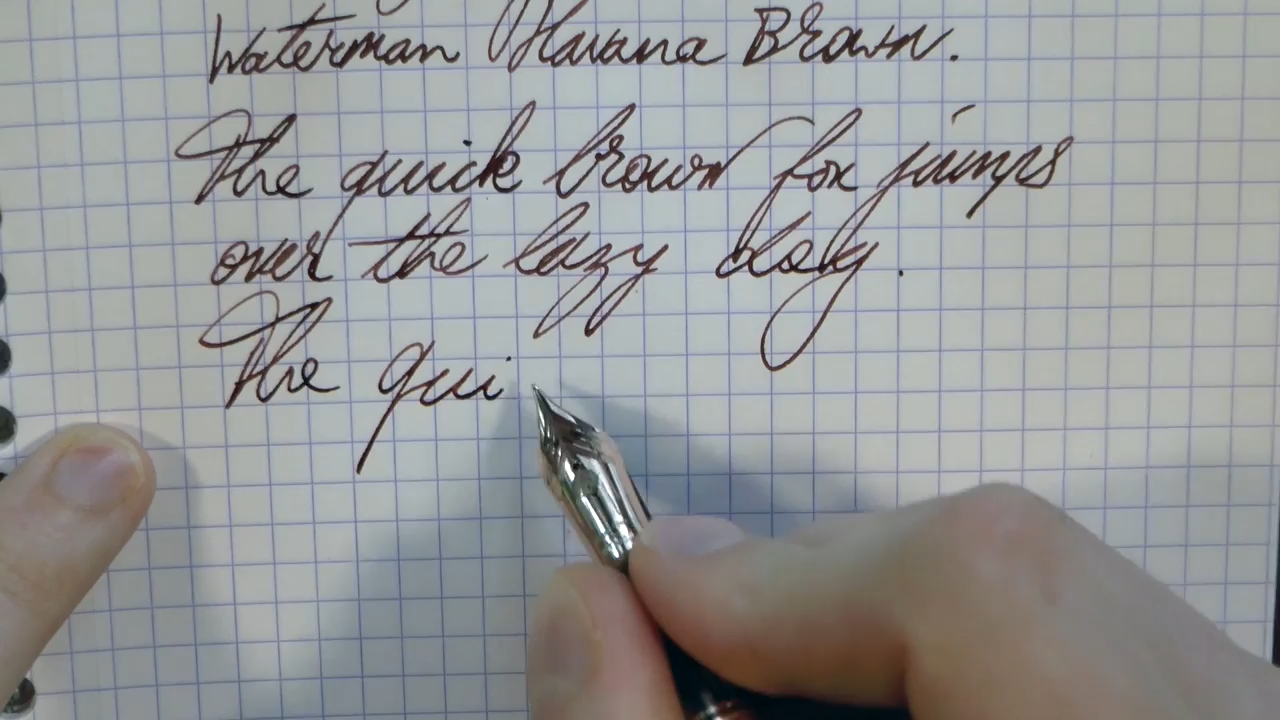 Waterman Havana Brown.
The quick brown fox jumps
over the lazy dog.
The qui